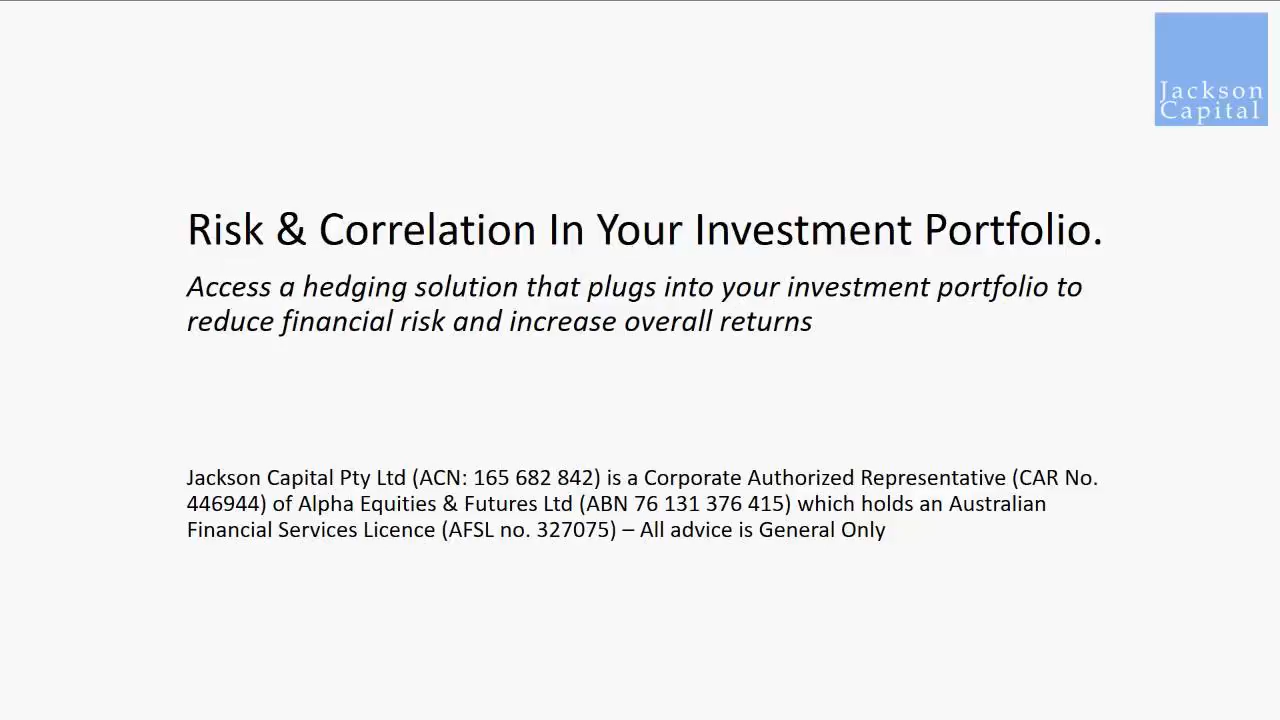 Jackson
Capital
Risk & Correlation In Your Investment Portfolio.
Access a hedging solution that plugs into your investment portfolio to
reduce financial risk and increase overall returns
Jackson Capital Pty Ltd (ACN: 165 682 842) is a Corporate Authorized Representative (CAR No.
446944) of Alpha Equities & Futures Ltd (ABN 76 131 376 415) which holds an Australian
Financial Services Licence (AFSL no. 327075) – All advice is General Only